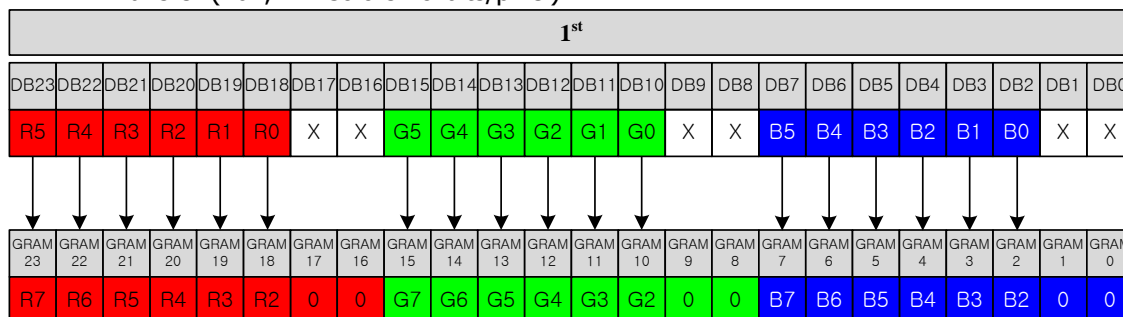 1st
DB23 DB22 DB21 DB20 DB19 DB18 DB17 DB16 DB15 DB14 DB13 DB12 DB11 DB10 DB9 DB8 DB7 DB6 DB5 DB4 DB3 DB2 DB1 DB0
R5 R4 R3 R2 R1 R0 X X G5 G4 G3 G2 G1 G0 X X B5 B4 B3 B2 B1 B0 X X
GRAM GRAM GRAM GRAM GRAM GRAM GRAM GRAM GRAM GRAM GRAM GRAM GRAM GRAM GRAM GRAM GRAM GRAM GRAM GRAM GRAM GRAM GRAM GRAM
23 22 21 20 19 18 17 16 15 14 13 12 11 10 9 8 7 6 5 4 3 2 1 0
R7 R6 R5 R4 R3 R2 0 0 G7 G6 G5 G4 G3 G2 0 0 B7 B6 B5 B4 B3 B2 0 0